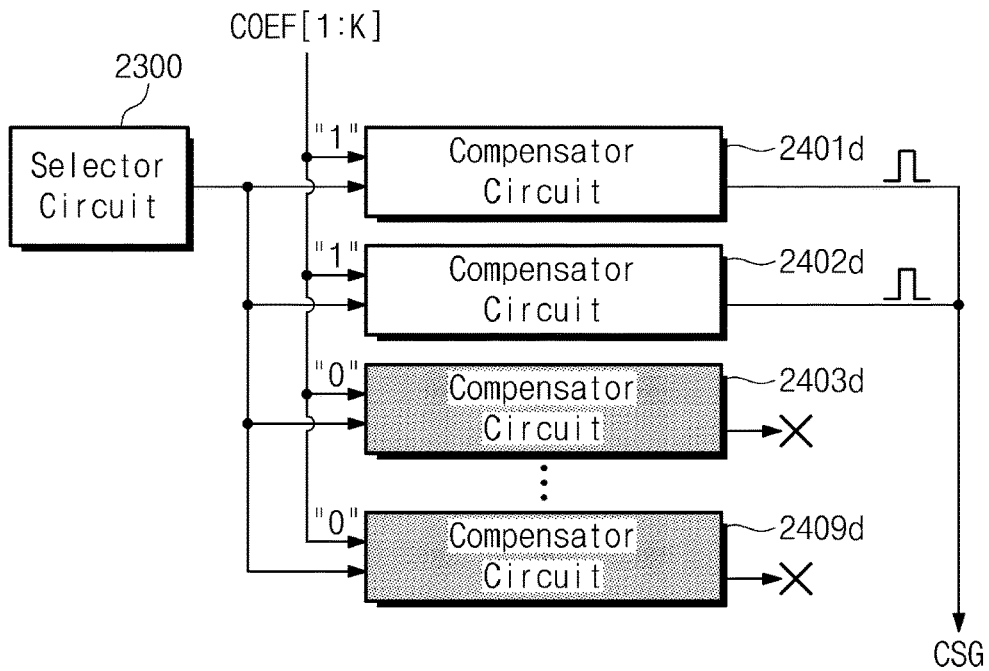 COEF[1:K]
2300
Selector
Circuit
"1"
Compensator
Circuit
2401d
"1"
Compensator
Circuit
2402d
"0"
Compensator
Circuit
2403d
"0"
Compensator
Circuit
2409d
CSG